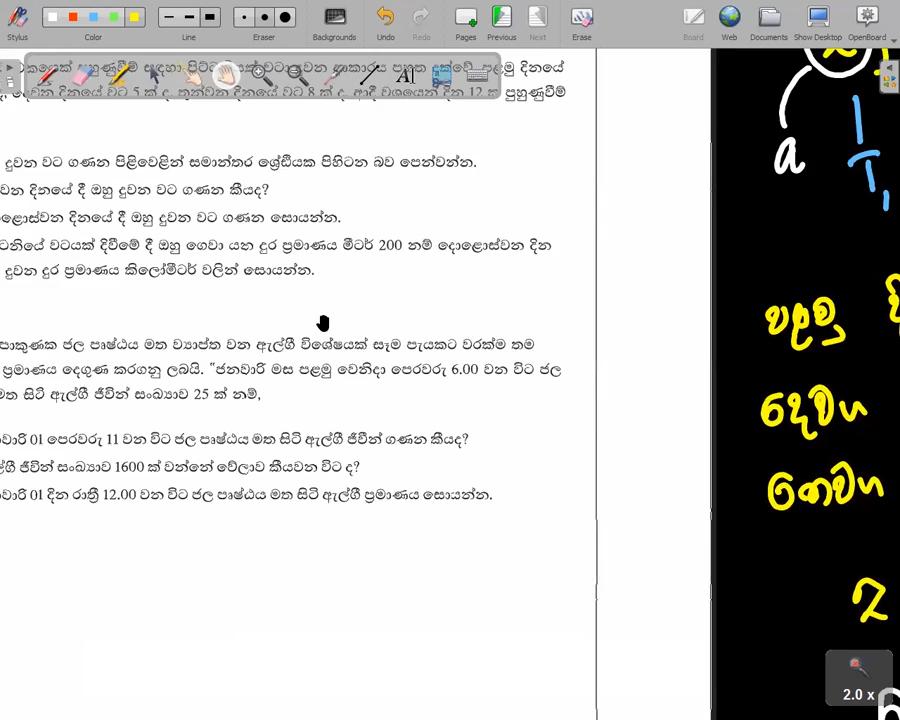 Stylus
Color
Line
Eraser
Backgrounds
Undo
Redo
Pages
Previous
Next
Erase
Board
Web
Documents
Show Desktop
OpenBoard
දෙවන දිනයේ වට 5 ක් ද, තුන්වන දිනයේ වට 8 ක් ද, ආදී වශයෙන් දින 12 ක පුහුණුවීම්
දුවන වට ගණන පිළිවෙළින් සමාන්තර ශ්‍රේඪියක පිහිටන බව පෙන්වන්න.
වන දිනයේ දී ඔහු දුවන වට ගණන කීයද?
ළොස්වන දිනයේ දී ඔහු දුවන වට ගණන සොයන්න.
ටනියේ වටයක් දිවීමේ දී ඔහු ගෙවා යන දුර ප්‍රමාණය මීටර් 200 නම් දොළොස්වන දින
දුවන දුර ප්‍රමාණය කිලෝමීටර් වලින් සොයන්න.
පොකුණක ජල පෘෂ්ඨය මත ව්‍යාප්ත වන ඇල්ගී විශේෂයක් සෑම පැයකට වරක්ම තම
ප්‍රමාණය දෙගුණ කරගනු ලබයි. "ජනවාරි මස පළමු වෙනිදා පෙරවරු 6.00 වන විට ජල
මත සිටි ඇල්ගී ජීවීන් සංඛ්‍යාව 25 ක් නම්,
වාරි 01 පෙරවරු 11 වන විට ජල පෘෂ්ඨය මත සිටි ඇල්ගී ජීවීන් ගණන කීයද?
ල්ගී ජීවීන් සංඛ්‍යාව 1600 ක් වන්නේ වේලාව කීයවන විට ද?
වාරි 01 දින රාත්‍රී 12.00 වන විට ජල පෘෂ්ඨය මත සිටි ඇල්ගී ප්‍රමාණය සොයන්න.
a
පළමු
දෙවන
තෙවන
2.0 x